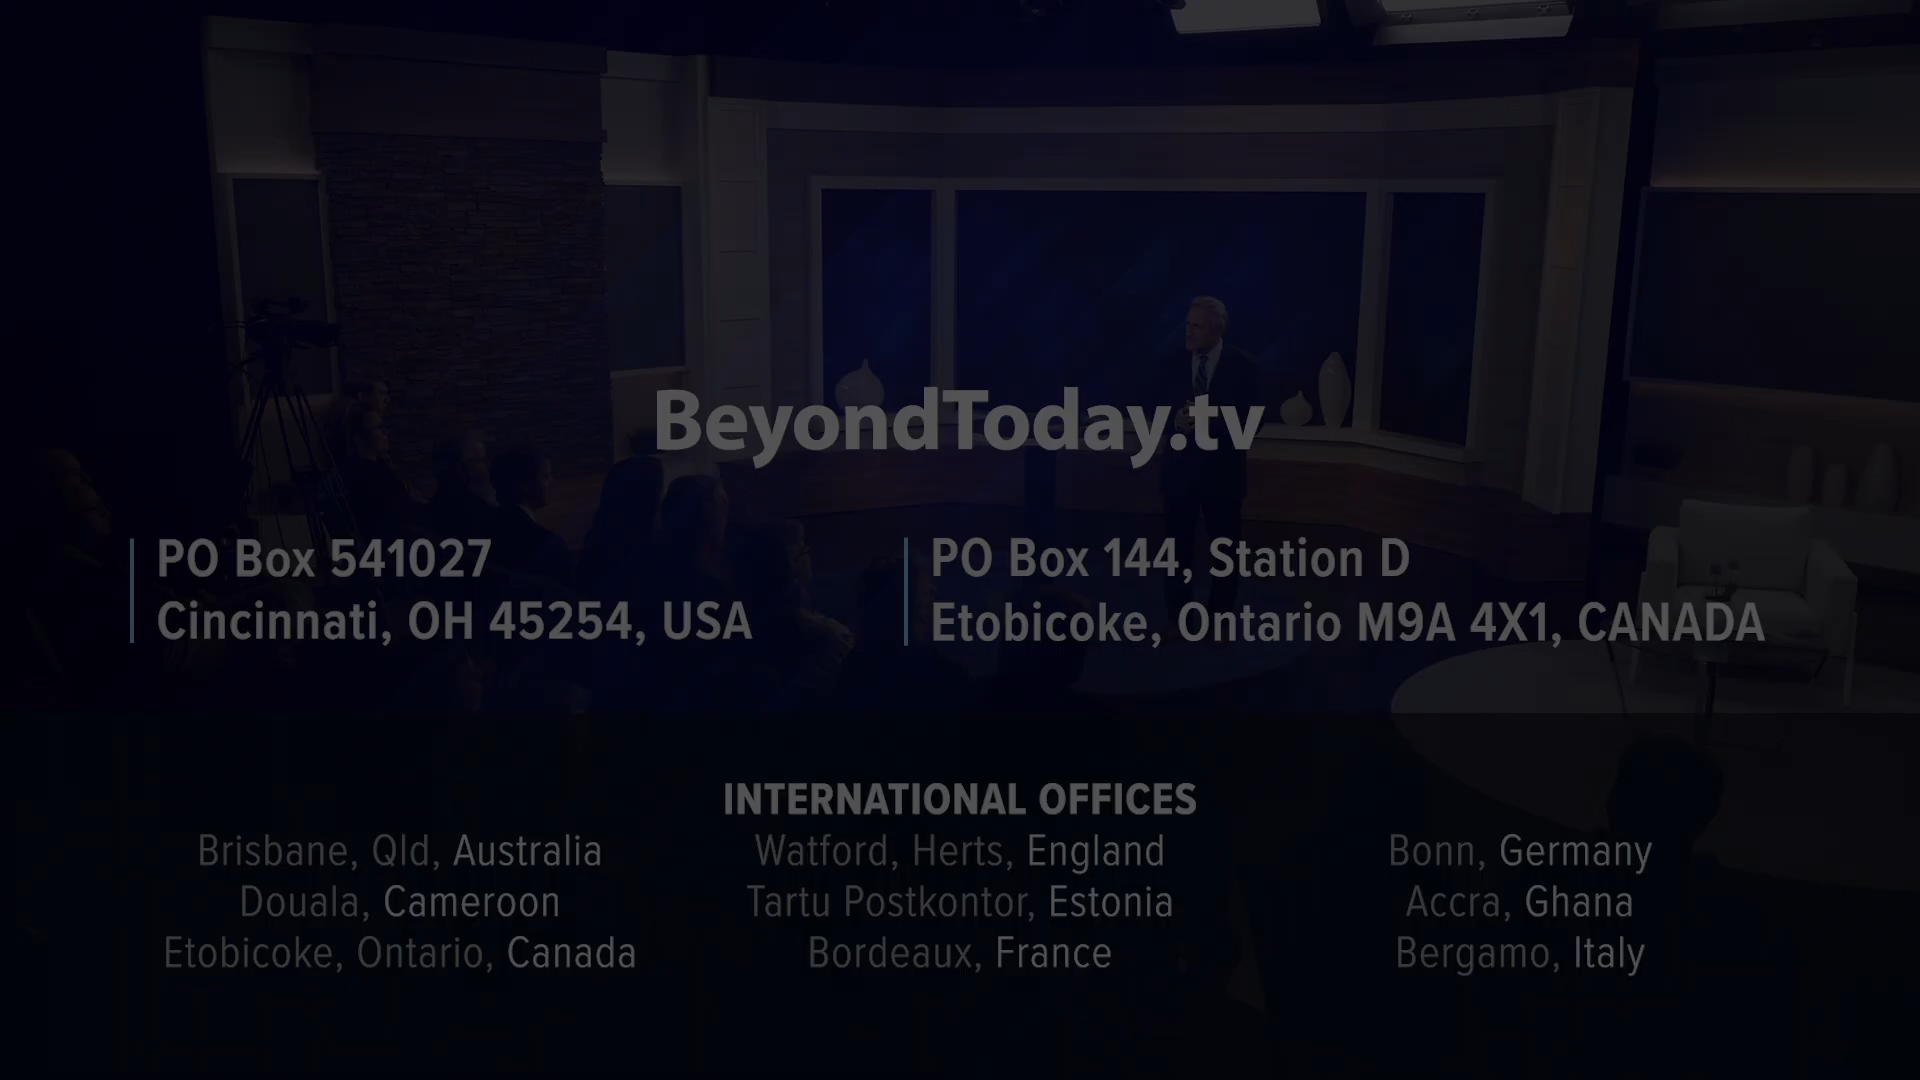 BeyondToday.tv
PO Box 541027
Cincinnati, OH 45254, USA
PO Box 144, Station D
Etobicoke, Ontario M9A 4X1, CANADA
INTERNATIONAL OFFICES
Brisbane, Qld, Australia
Douala, Cameroon
Etobicoke, Ontario, Canada
Watford, Herts, England
Tartu Postkontor, Estonia
Bordeaux, France
Bonn, Germany
Accra, Ghana
Bergamo, Italy